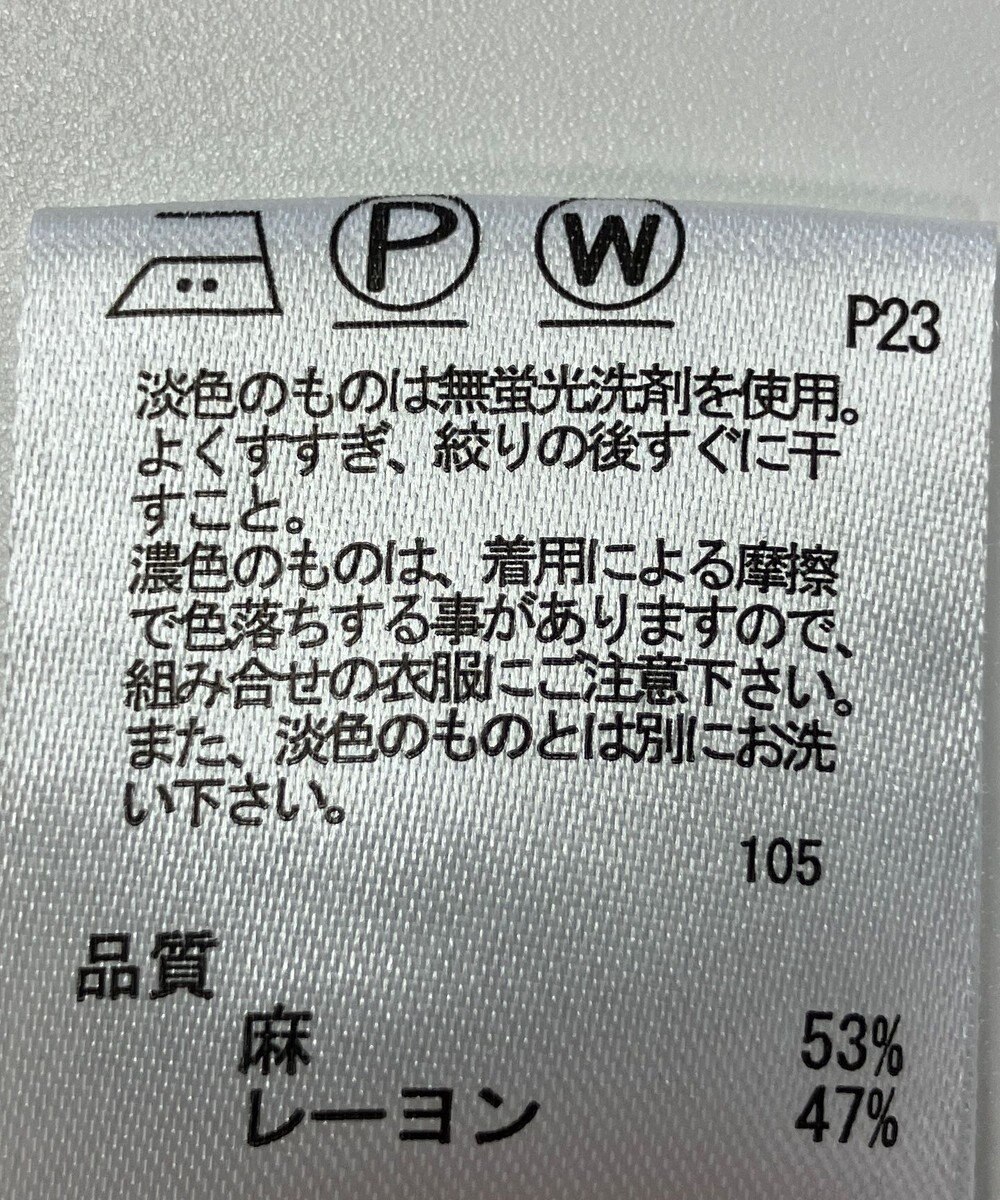 P W
P23
淡色のものは無蛍光洗剤を使用。
よくすすぎ、絞りの後すぐに干
すこと。
濃色のものは、着用による摩擦
で色落ちする事がありますので、
組み合せの衣服にご注意下さい。
また、淡色のものとは別にお洗
い下さい。
105
品質
麻 53%
レーヨン 47%